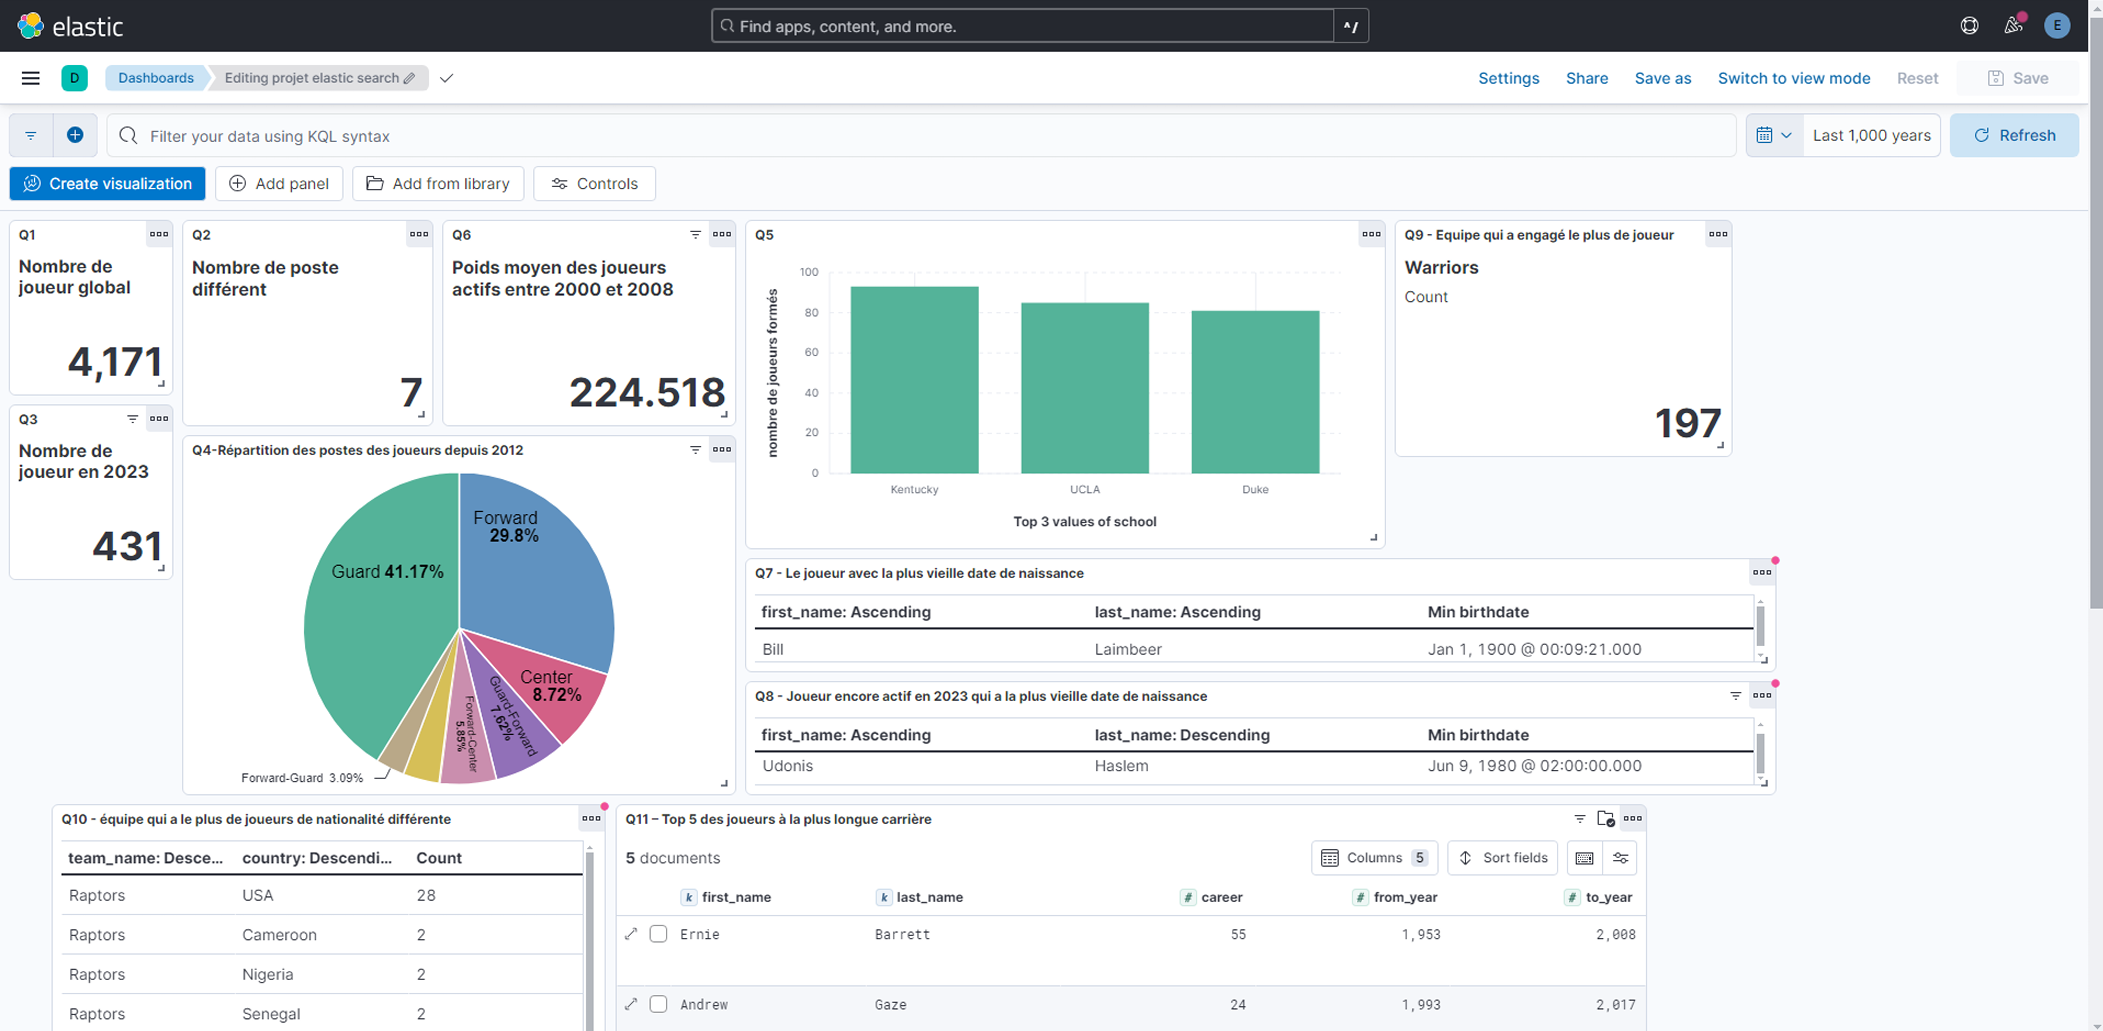 elastic
Find apps, content, and more.
^/
E
D
Dashboards
Editing projet elastic search
Settings
Share
Save as
Switch to view mode
Reset
Save
Filter your data using KQL syntax
Last 1,000 years
Refresh
Create visualization
Add panel
Add from library
Controls
Q1
Nombre de
joueur global
4,171
Q2
Nombre de poste
différent
7
Q6
Poids moyen des joueurs
actifs entre 2000 et 2008
224.518
Q5
nombre de joueurs formés
100
80
60
40
20
0
Kentucky
UCLA
Duke
Top 3 values of school
Q9 - Equipe qui a engagé le plus de joueur
Warriors
Count
197
Q3
Nombre de
joueur en 2023
431
Q4-Répartition des postes des joueurs depuis 2012
Forward
29.8%
Guard 41.17%
Center
8.72%
Guard-Forward
7.62%
Forward-Center
5.85%
Forward-Guard 3.09%
Q7 - Le joueur avec la plus vieille date de naissance
first_name: Ascending last_name: Ascending Min birthdate
Bill Laimbeer Jan 1, 1900 @ 00:09:21.000
Q8 - Joueur encore actif en 2023 qui a la plus vieille date de naissance
first_name: Ascending last_name: Descending Min birthdate
Udonis Haslem Jun 9, 1980 @ 02:00:00.000
Q10 - équipe qui a le plus de joueurs de nationalité différente
team_name: Desce... country: Descendi... Count
Raptors USA 28
Raptors Cameroon 2
Raptors Nigeria 2
Raptors Senegal 2
Q11 – Top 5 des joueurs à la plus longue carrière
5 documents
Columns 5
Sort fields
k first_name k last_name # career # from_year # to_year
Ernie Barrett 55 1,953 2,008
Andrew Gaze 24 1,993 2,017